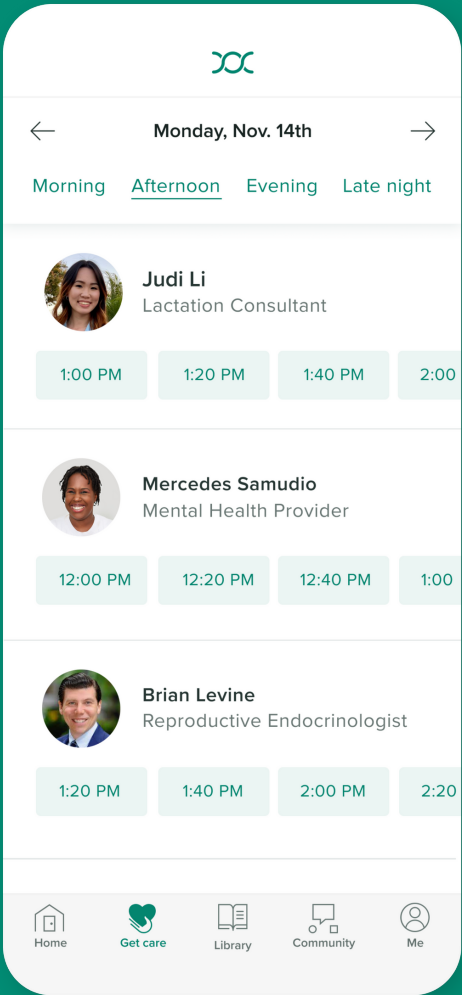 Monday, Nov. 14th
Morning Afternoon Evening Late night
Judi Li
Lactation Consultant
1:00 PM 1:20 PM 1:40 PM 2:00
Mercedes Samudio
Mental Health Provider
12:00 PM 12:20 PM 12:40 PM 1:00
Brian Levine
Reproductive Endocrinologist
1:20 PM 1:40 PM 2:00 PM 2:20
Home Get care Library Community Me